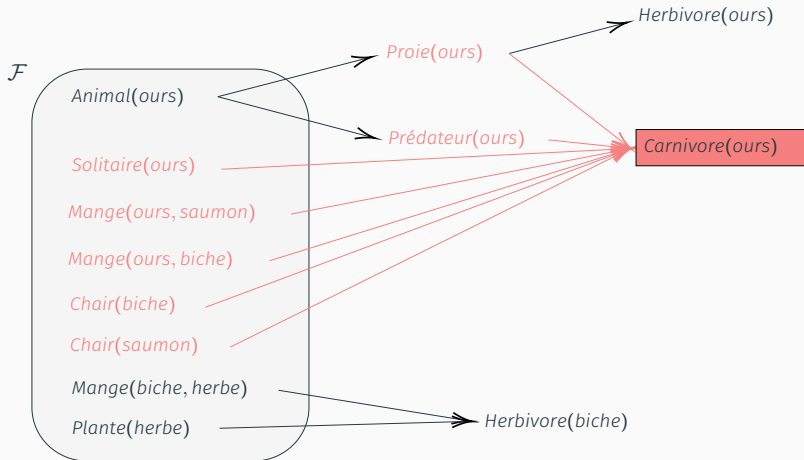 Herbivore(ours)
Proie(ours)
ℱ
Animal(ours)
Prédateur(ours)
Carnivore(ours)
Solitaire(ours)
Mange(ours, saumon)
Mange(ours, biche)
Chair(biche)
Chair(saumon)
Mange(biche, herbe)
Herbivore(biche)
Plante(herbe)